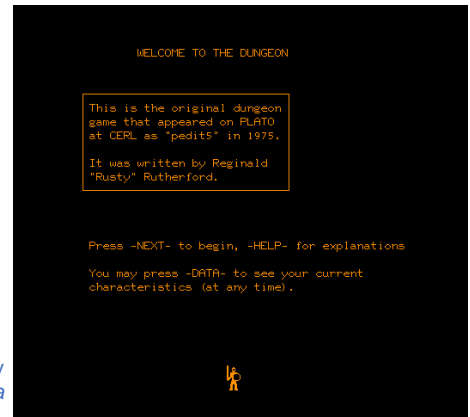 WELCOME TO THE DUNGEON
This is the original dungeon
game that appeared on PLATO
at CERL as "pedit5" in 1975.
It was written by Reginald
"Rusty" Rutherford.
Press -NEXT- to begin, -HELP- for explanations
You may press -DATA- to see your current
characteristics (at any time).